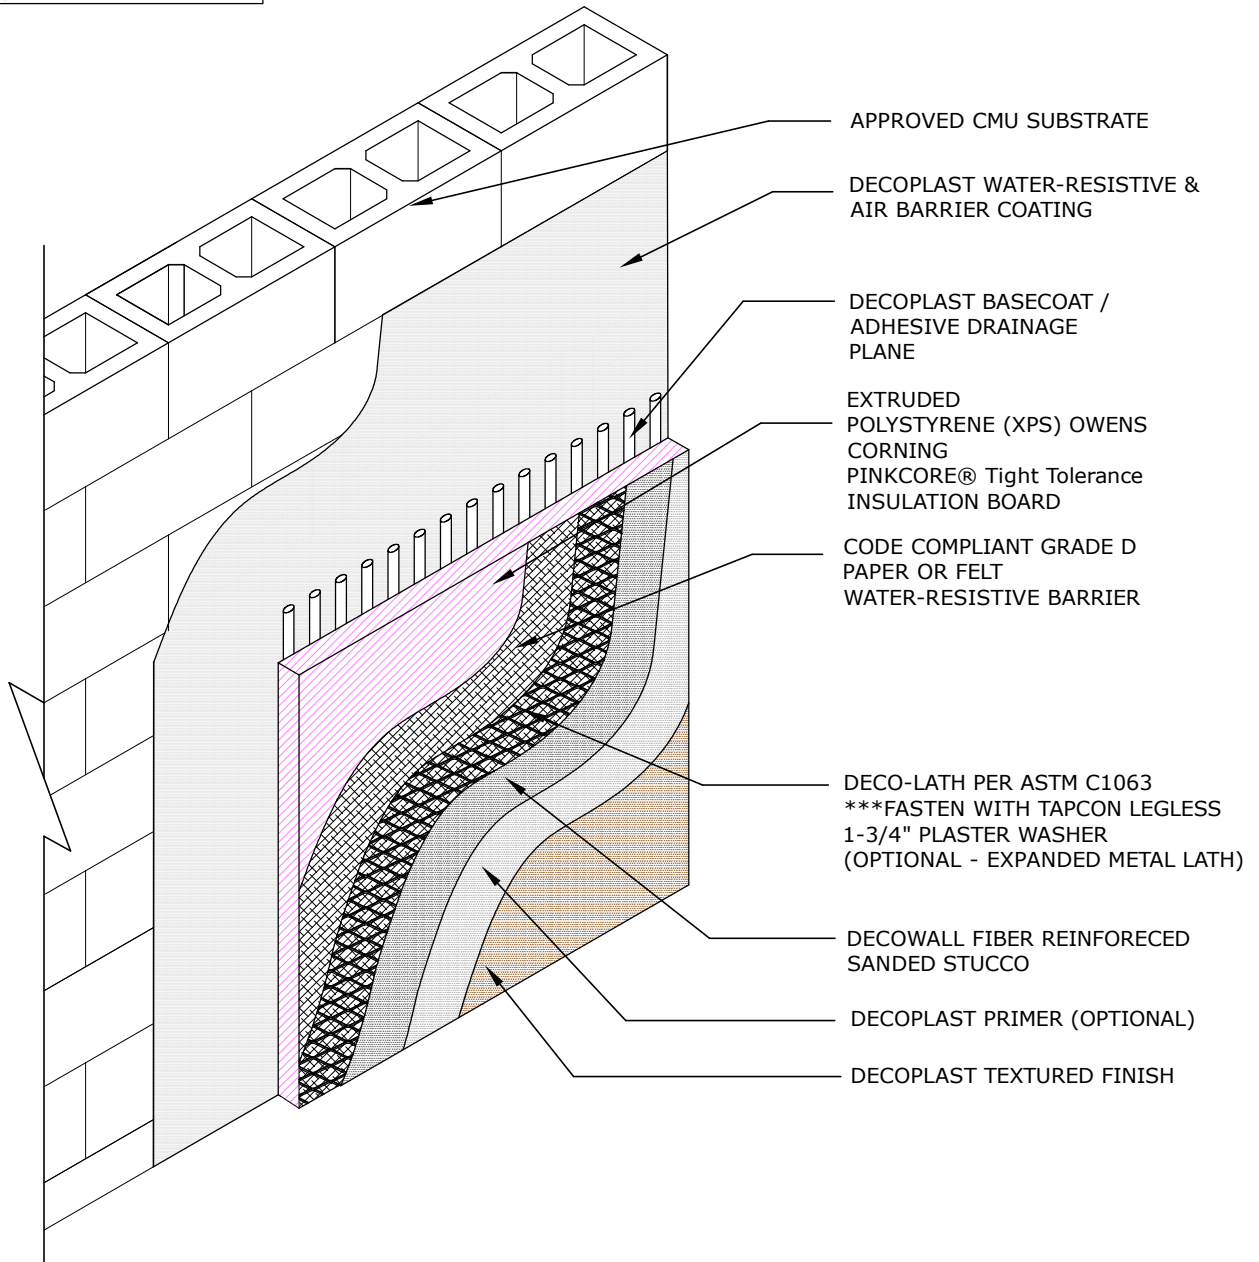 APPROVED CMU SUBSTRATE
DECOPLAST WATER-RESISTIVE &
AIR BARRIER COATING
DECOPLAST BASECOAT /
ADHESIVE DRAINAGE
PLANE
EXTRUDED
POLYSTYRENE (XPS) OWENS
CORNING
PINKCORE® Tight Tolerance
INSULATION BOARD
CODE COMPLIANT GRADE D
PAPER OR FELT
WATER-RESISTIVE BARRIER
DECO-LATH PER ASTM C1063
***FASTEN WITH TAPCON LEGLESS
1-3/4" PLASTER WASHER
(OPTIONAL - EXPANDED METAL LATH)
DECOWALL FIBER REINFORECED
SANDED STUCCO
DECOPLAST PRIMER (OPTIONAL)
DECOPLAST TEXTURED FINISH